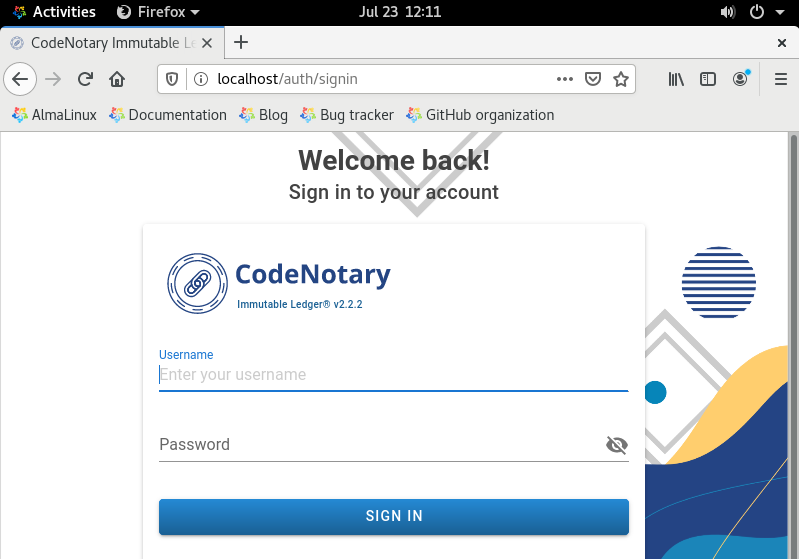 Activities Firefox Jul 23 12:11
CodeNotary Immutable Le
localhost/auth/signin
AlmaLinux Documentation Blog Bug tracker GitHub organization
Welcome back!
Sign in to your account
CodeNotary
Immutable Ledger® v2.2.2
Username
Enter your username
Password
SIGN IN